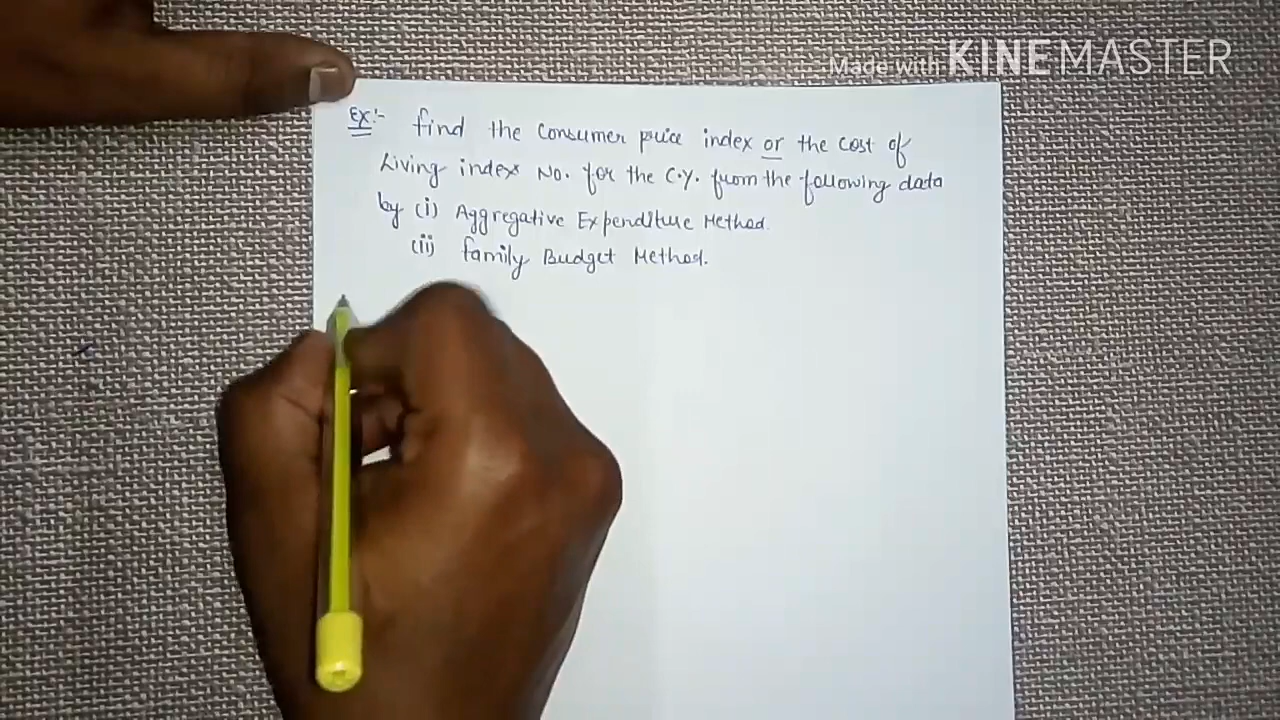 Made with KINEMASTER
Ex:- find the consumer price index or the cost of
Living index No. for the C.Y. from the following data
by (i) Aggregative Expenditure Method.
(ii) family Budget Method.